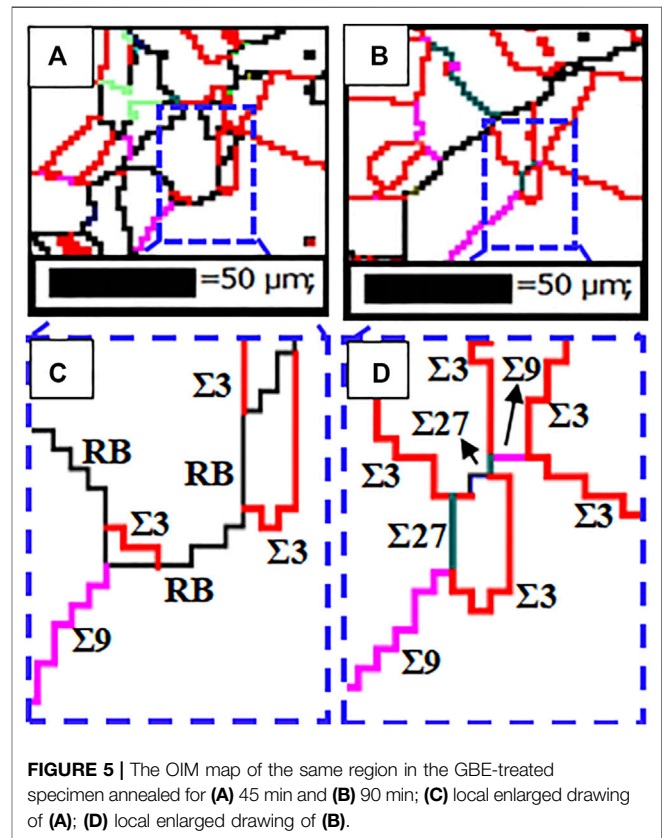 A
B
=50 µm;
=50 µm;
C
D
Σ3
RB
RB
Σ3
Σ3
RB
Σ9
Σ3
Σ9
Σ27
Σ3
Σ3
Σ3
Σ27
Σ3
Σ9
FIGURE 5 | The OIM map of the same region in the GBE-treated
specimen annealed for (A) 45 min and (B) 90 min; (C) local enlarged drawing
of (A); (D) local enlarged drawing of (B).